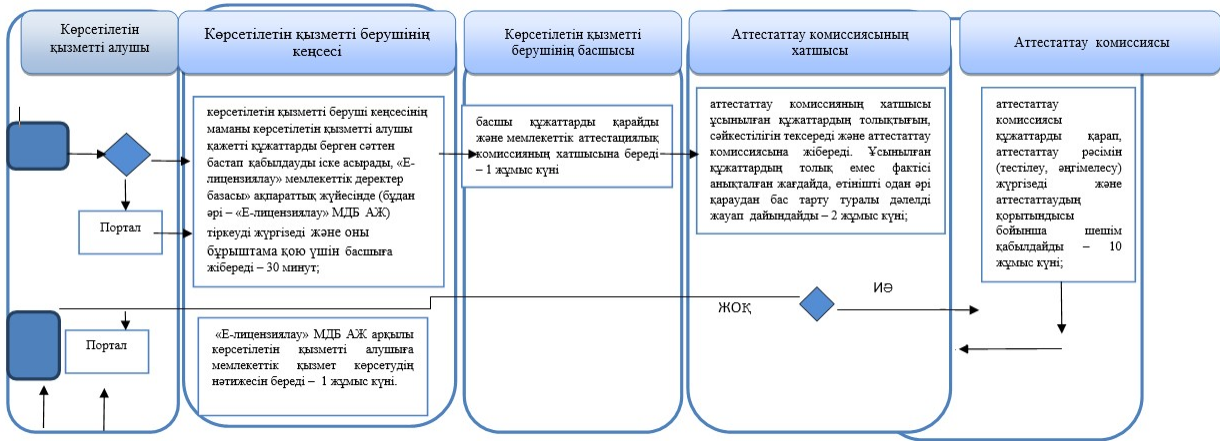 Көрсетілетін
қызметті алушы
Көрсетілетін қызметті берушінің
кеңсесі
Көрсетілетін қызметті
берушінің басшысы
Аттестаттау комиссиясының
хатшысы
Аттестаттау комиссиясы
көрсетілетін қызметті беруші кеңсесінің
маманы көрсетілетін қызметті алушы
қажетті құжаттарды берген сәттен
бастап қабылдауды іске асырады, «Е-
лицензиялау» мемлекеттік деректер
базасы» ақпараттық жүйесінде (бұдан
әрі – «Е-лицензиялау» МДБ АЖ)
тіркеуді жүргізеді және оны
бұрыштама қою үшін басшыға
жібереді – 30 минут;
басшы құжаттарды қарайды
және мемлекеттік аттестациялық
комиссияның хатшысына береді
– 1 жұмыс күні
аттестаттау комиссияның хатшысы
ұсынылған құжаттардың толықтығын,
сәйкестілігін тексереді және аттестаттау
комиссиясына жібереді. Ұсынылған
құжаттардың толық емес фактісі
анықталған жағдайда, өтінішті одан әрі
қараудан бас тарту туралы дәлелді
жауап дайындайды – 2 жұмыс күні;
аттестаттау
комиссиясы
құжаттарды қарап,
аттестаттау рәсімін
(тестілеу, әңгімелесу)
жүргізеді және
аттестаттаудың
қорытындысы
бойынша шешім
қабылдайды – 10
жұмыс күні;
Портал
ЖОҚ
ИӘ
Портал
«Е-лицензиялау» МДБ АЖ арқылы
көрсетілетін қызметті алушыға
мемлекеттік қызмет көрсетудің
нәтижесін береді – 1 жұмыс күні.